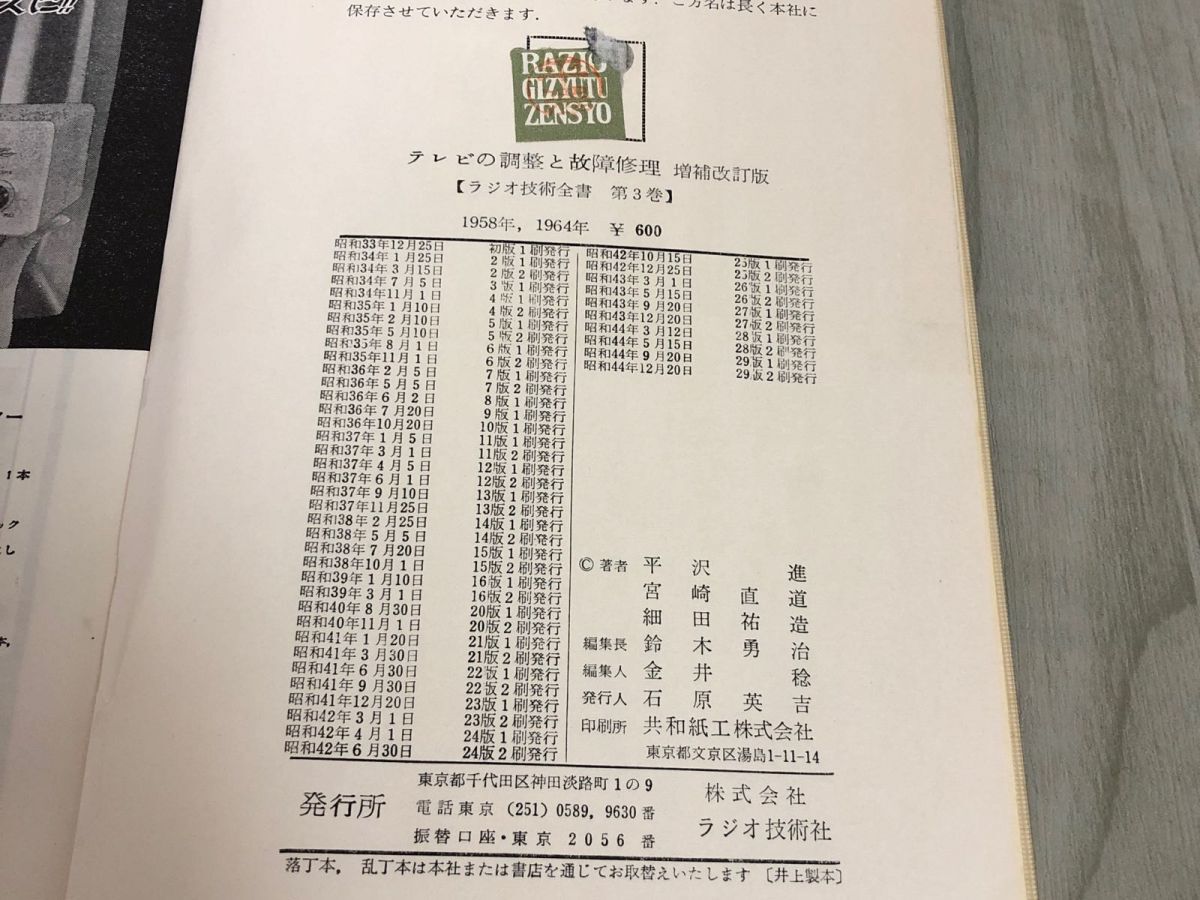 スに!!
ご芳名は長く本社に
保存させていただきます.
RAZIO
GIZYUTU
ZENSYO
テレビの調整と故障修理 増補改訂版
【ラジオ技術全書 第3巻】
1958年, 1964年 ¥ 600
昭和33年12月25日 初版1刷発行
昭和34年1月25日 2版1刷発行
昭和34年3月15日 2版2刷発行
昭和34年7月5日 3版1刷発行
昭和34年11月1日 4版1刷発行
昭和35年1月10日 4版2刷発行
昭和35年2月10日 5版1刷発行
昭和35年5月10日 5版2刷発行
昭和35年8月1日 6版1刷発行
昭和35年11月1日 6版2刷発行
昭和36年2月5日 7版1刷発行
昭和36年5月5日 7版2刷発行
昭和36年6月2日 8版1刷発行
昭和36年7月20日 9版1刷発行
昭和36年10月20日 10版1刷発行
昭和37年1月5日 11版1刷発行
昭和37年3月1日 11版2刷発行
昭和37年4月5日 12版1刷発行
昭和37年6月1日 12版2刷発行
昭和37年9月10日 13版1刷発行
昭和37年11月25日 13版2刷発行
昭和38年2月25日 14版1刷発行
昭和38年5月5日 14版2刷発行
昭和38年7月20日 15版1刷発行
昭和38年10月1日 15版2刷発行
昭和39年1月10日 16版1刷発行
昭和39年3月1日 16版2刷発行
昭和40年8月30日 20版1刷発行
昭和40年11月1日 20版2刷発行
昭和41年1月20日 21版1刷発行
昭和41年3月30日 21版2刷発行
昭和41年6月30日 22版1刷発行
昭和41年9月30日 22版2刷発行
昭和41年12月20日 23版1刷発行
昭和42年3月1日 23版2刷発行
昭和42年4月1日 24版1刷発行
昭和42年6月30日 24版2刷発行
昭和42年10月15日 25版1刷発行
昭和42年12月25日 25版2刷発行
昭和43年3月1日 26版1刷発行
昭和43年5月15日 26版2刷発行
昭和43年9月20日 27版1刷発行
昭和43年12月20日 27版2刷発行
昭和44年3月12日 28版1刷発行
昭和44年5月15日 28版2刷発行
昭和44年9月20日 29版1刷発行
昭和44年12月20日 29版2刷発行
© 著者 平沢進
宮崎直道
細田祐造
編集長 鈴木勇治
編集人 金井稔
発行人 石原英吉
印刷所 共和紙工株式会社
東京都文京区湯島1-11-14
発行所
東京都千代田区神田淡路町1の9
電話東京 (251) 0589, 9630番
振替口座・東京 2056番
株式会社
ラジオ技術社
落丁本, 乱丁本は本社または書店を通じてお取替えいたします 〔井上製本〕
ー
1本
ック
とし
本,